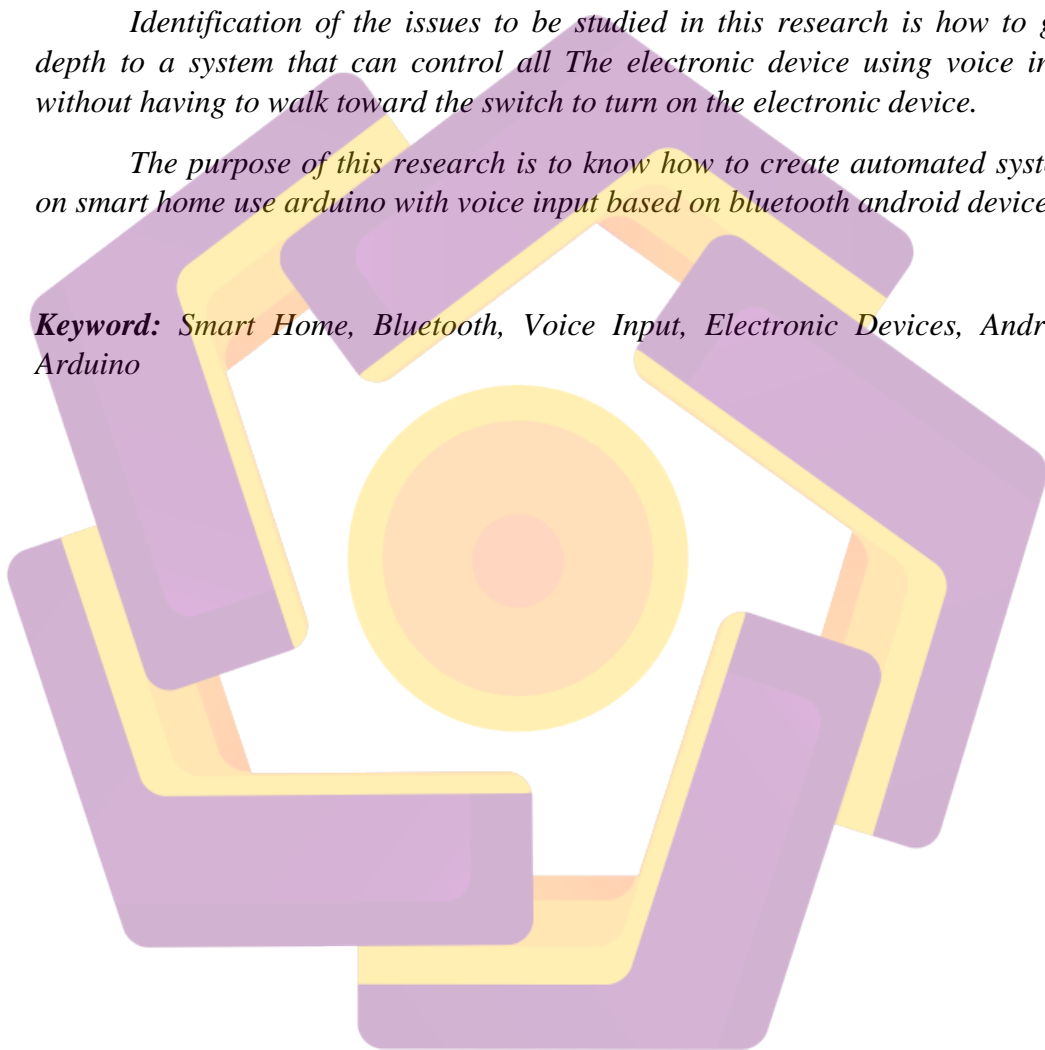 Identification of the issues to be studied in this research is how to
depth to a system that can control all The electronic device using voice
without having to walk toward the switch to turn on the electronic device.
The purpose of this research is to know how to create automated
on smart home use arduino with voice input based on bluetooth android device
Keyword: Smart Home, Bluetooth, Voice Input, Electronic Devices,
Arduino